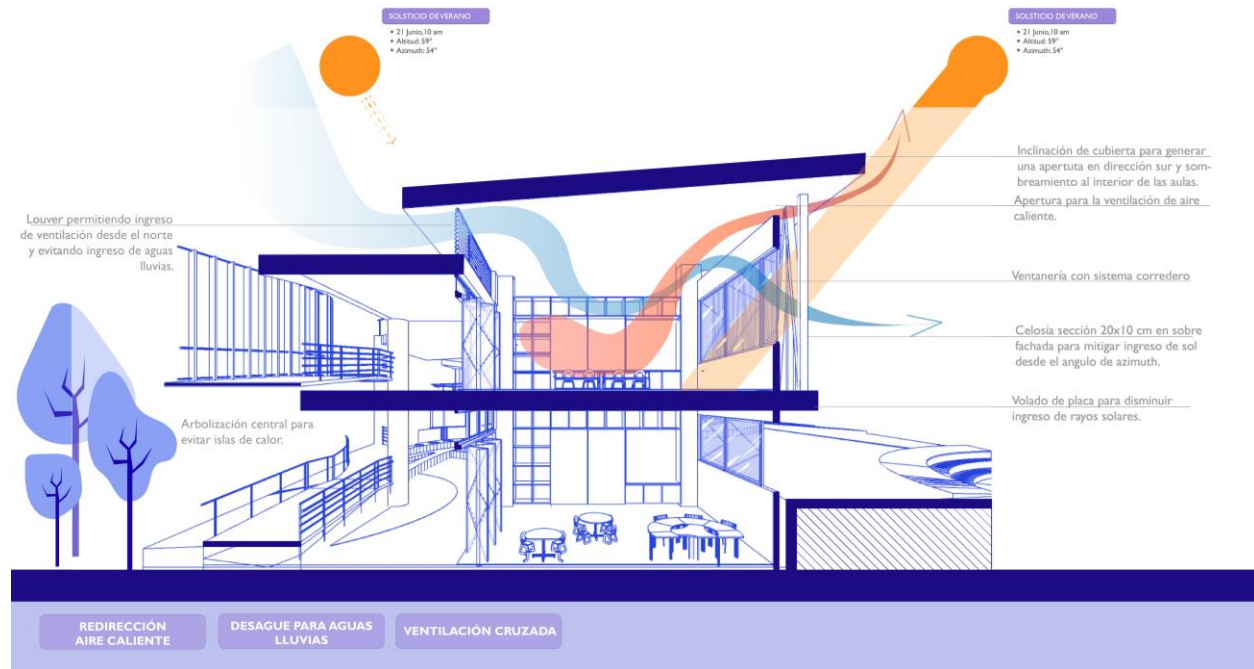 SOLSTICIO DE VERANO
• 21 Junio,10 am
• Altitud: 59°
• Azimuth: 54°
SOLSTICIO DE VERANO
• 21 Junio,10 am
• Altitud: 59°
• Azimuth: 54°
Louver permitiendo ingreso
de ventilación desde el norte
y evitando ingreso de aguas
lluvias.
Inclinación de cubierta para generar
una apertuta en dirección sur y som-
breamiento al interior de las aulas.
Apertura para la ventilación de aire
caliente.
Ventanería con sistema corredero
Celosía sección 20x10 cm en sobre
fachada para mitigar ingreso de sol
desde el angulo de azimuth.
Volado de placa para disminuir
ingreso de rayos solares.
Arbolización central para
evitar islas de calor.
REDIRECCIÓN
AIRE CALIENTE
DESAGUE PARA AGUAS
LLUVIAS
VENTILACIÓN CRUZADA